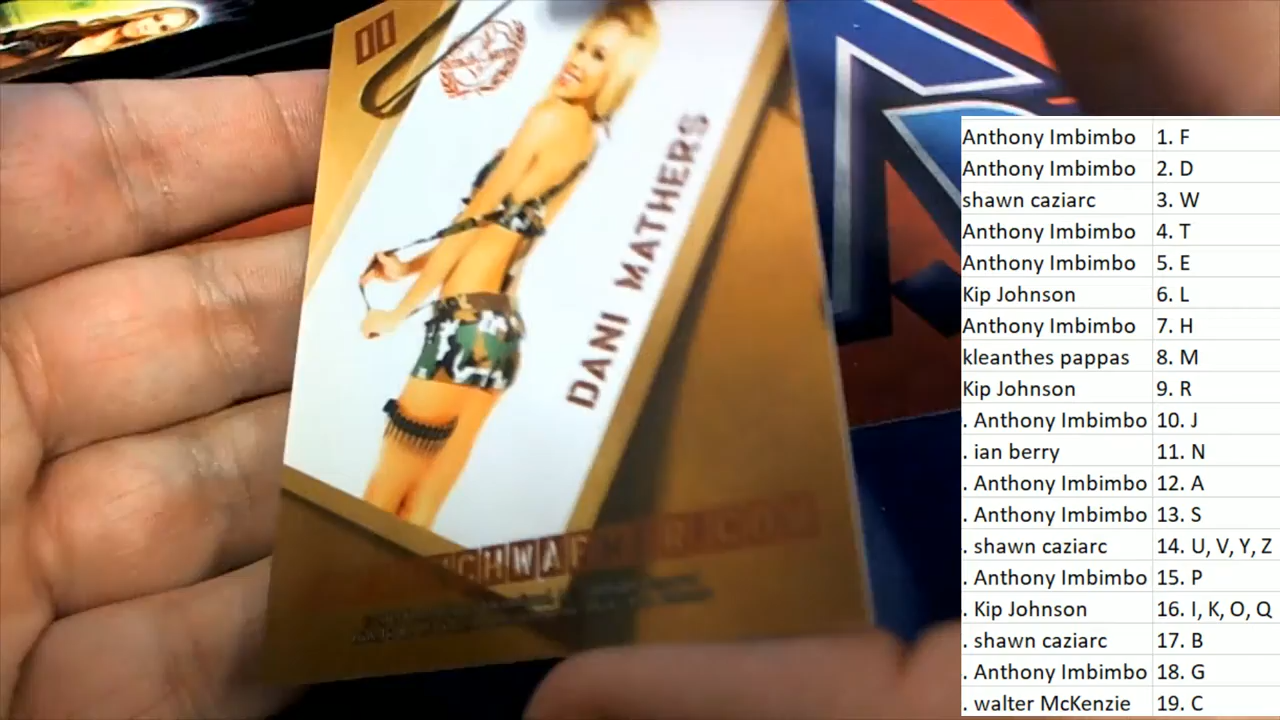 00
DANI MATHERS
Anthony Imbimbo 1. F
Anthony Imbimbo 2. D
shawn caziarc 3. W
Anthony Imbimbo 4. T
Anthony Imbimbo 5. E
Kip Johnson 6. L
Anthony Imbimbo 7. H
kleanthes pappas 8. M
Kip Johnson 9. R
. Anthony Imbimbo 10. J
. ian berry 11. N
. Anthony Imbimbo 12. A
. Anthony Imbimbo 13. S
. shawn caziarc 14. U, V, Y, Z
. Anthony Imbimbo 15. P
. Kip Johnson 16. I, K, O, Q
. shawn caziarc 17. B
. Anthony Imbimbo 18. G
. walter McKenzie 19. C